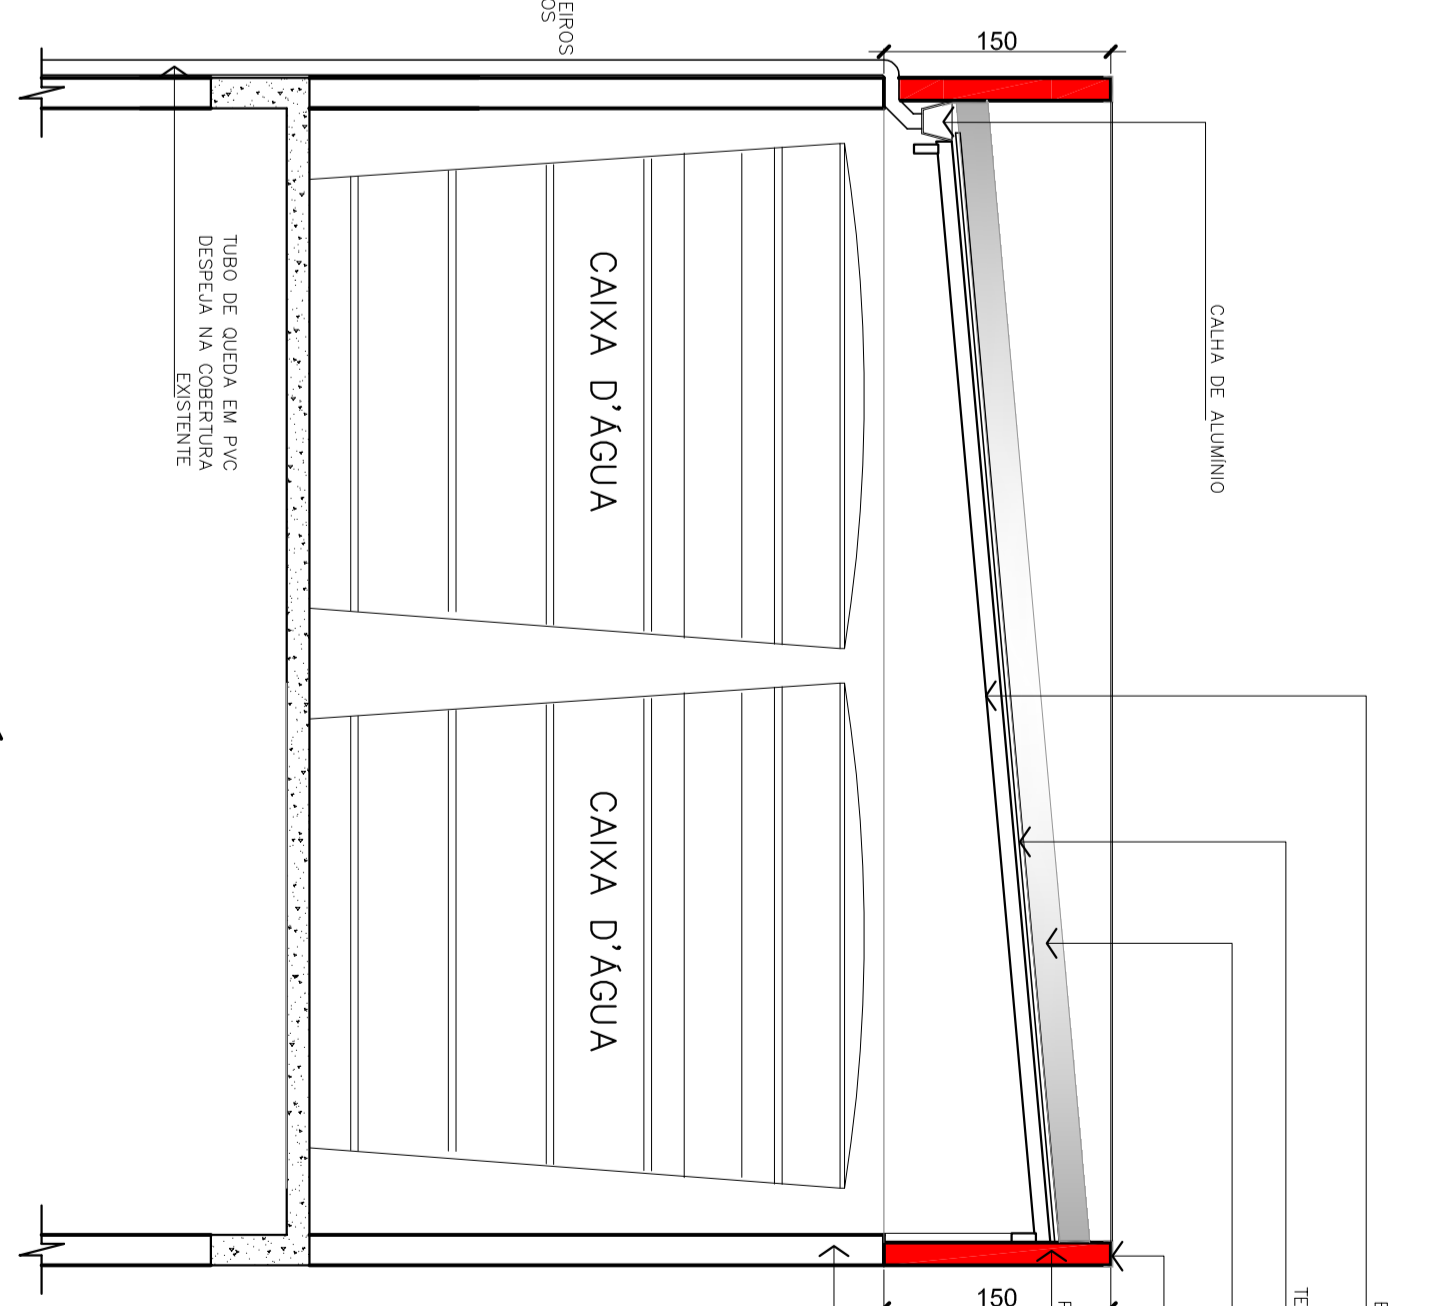 150
CALHA DE ALUMÍNIO
CAIXA D'ÁGUA
CAIXA D'ÁGUA
TUBO DE QUEDA EM PVC
DESPEJA NA COBERTURA
EXISTENTE
150